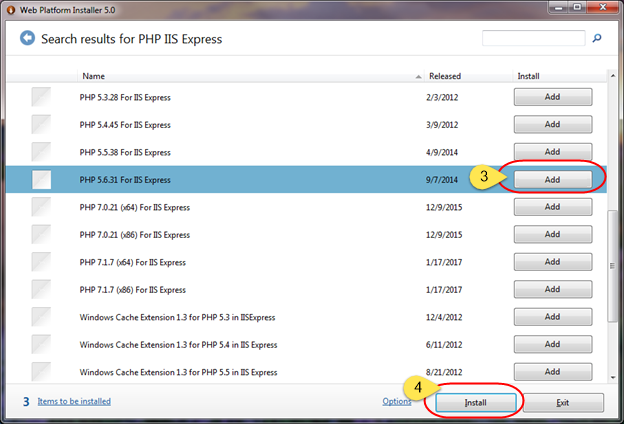 Web Platform Installer 5.0
Search results for PHP IIS Express
Name Released Install
PHP 5.3.28 For IIS Express 2/3/2012 Add
PHP 5.4.45 For IIS Express 3/9/2012 Add
PHP 5.5.38 For IIS Express 4/9/2014 Add
PHP 5.6.31 For IIS Express 9/7/2014 3 Add
PHP 7.0.21 (x64) For IIS Express 12/9/2015 Add
PHP 7.0.21 (x86) For IIS Express 12/9/2015 Add
PHP 7.1.7 (x64) For IIS Express 1/17/2017 Add
PHP 7.1.7 (x86) For IIS Express 1/17/2017 Add
Windows Cache Extension 1.3 for PHP 5.3 in IISExpress 12/4/2012 Add
Windows Cache Extension 1.3 for PHP 5.4 in IIS Express 6/11/2012 Add
Windows Cache Extension 1.3 for PHP 5.5 in IIS Express 8/21/2012 Add
4
3 Items to be installed Options Install Exit